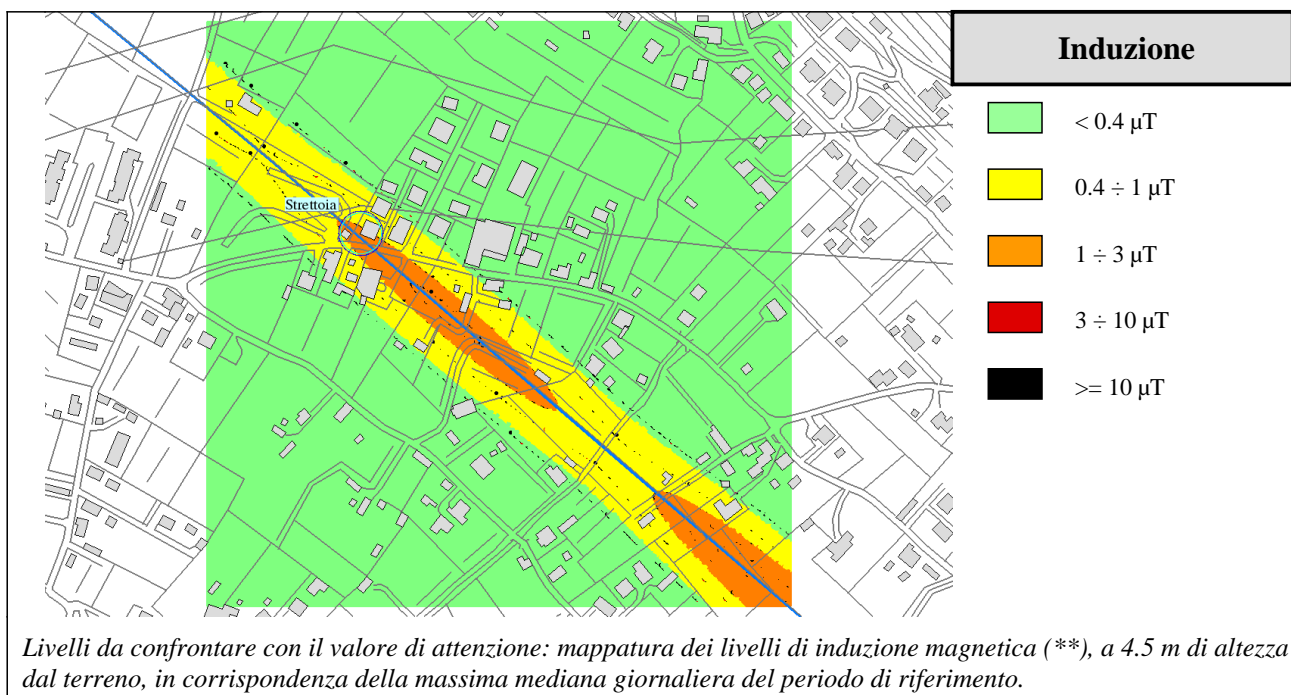 Induzione
Strettoia
< 0.4 µT
0.4 ÷ 1 µT
1 ÷ 3 µT
3 ÷ 10 µT
>= 10 µT
Livelli da confrontare con il valore di attenzione: mappatura dei livelli di induzione magnetica (**), a 4.5 m di altezza
dal terreno, in corrispondenza della massima mediana giornaliera del periodo di riferimento.